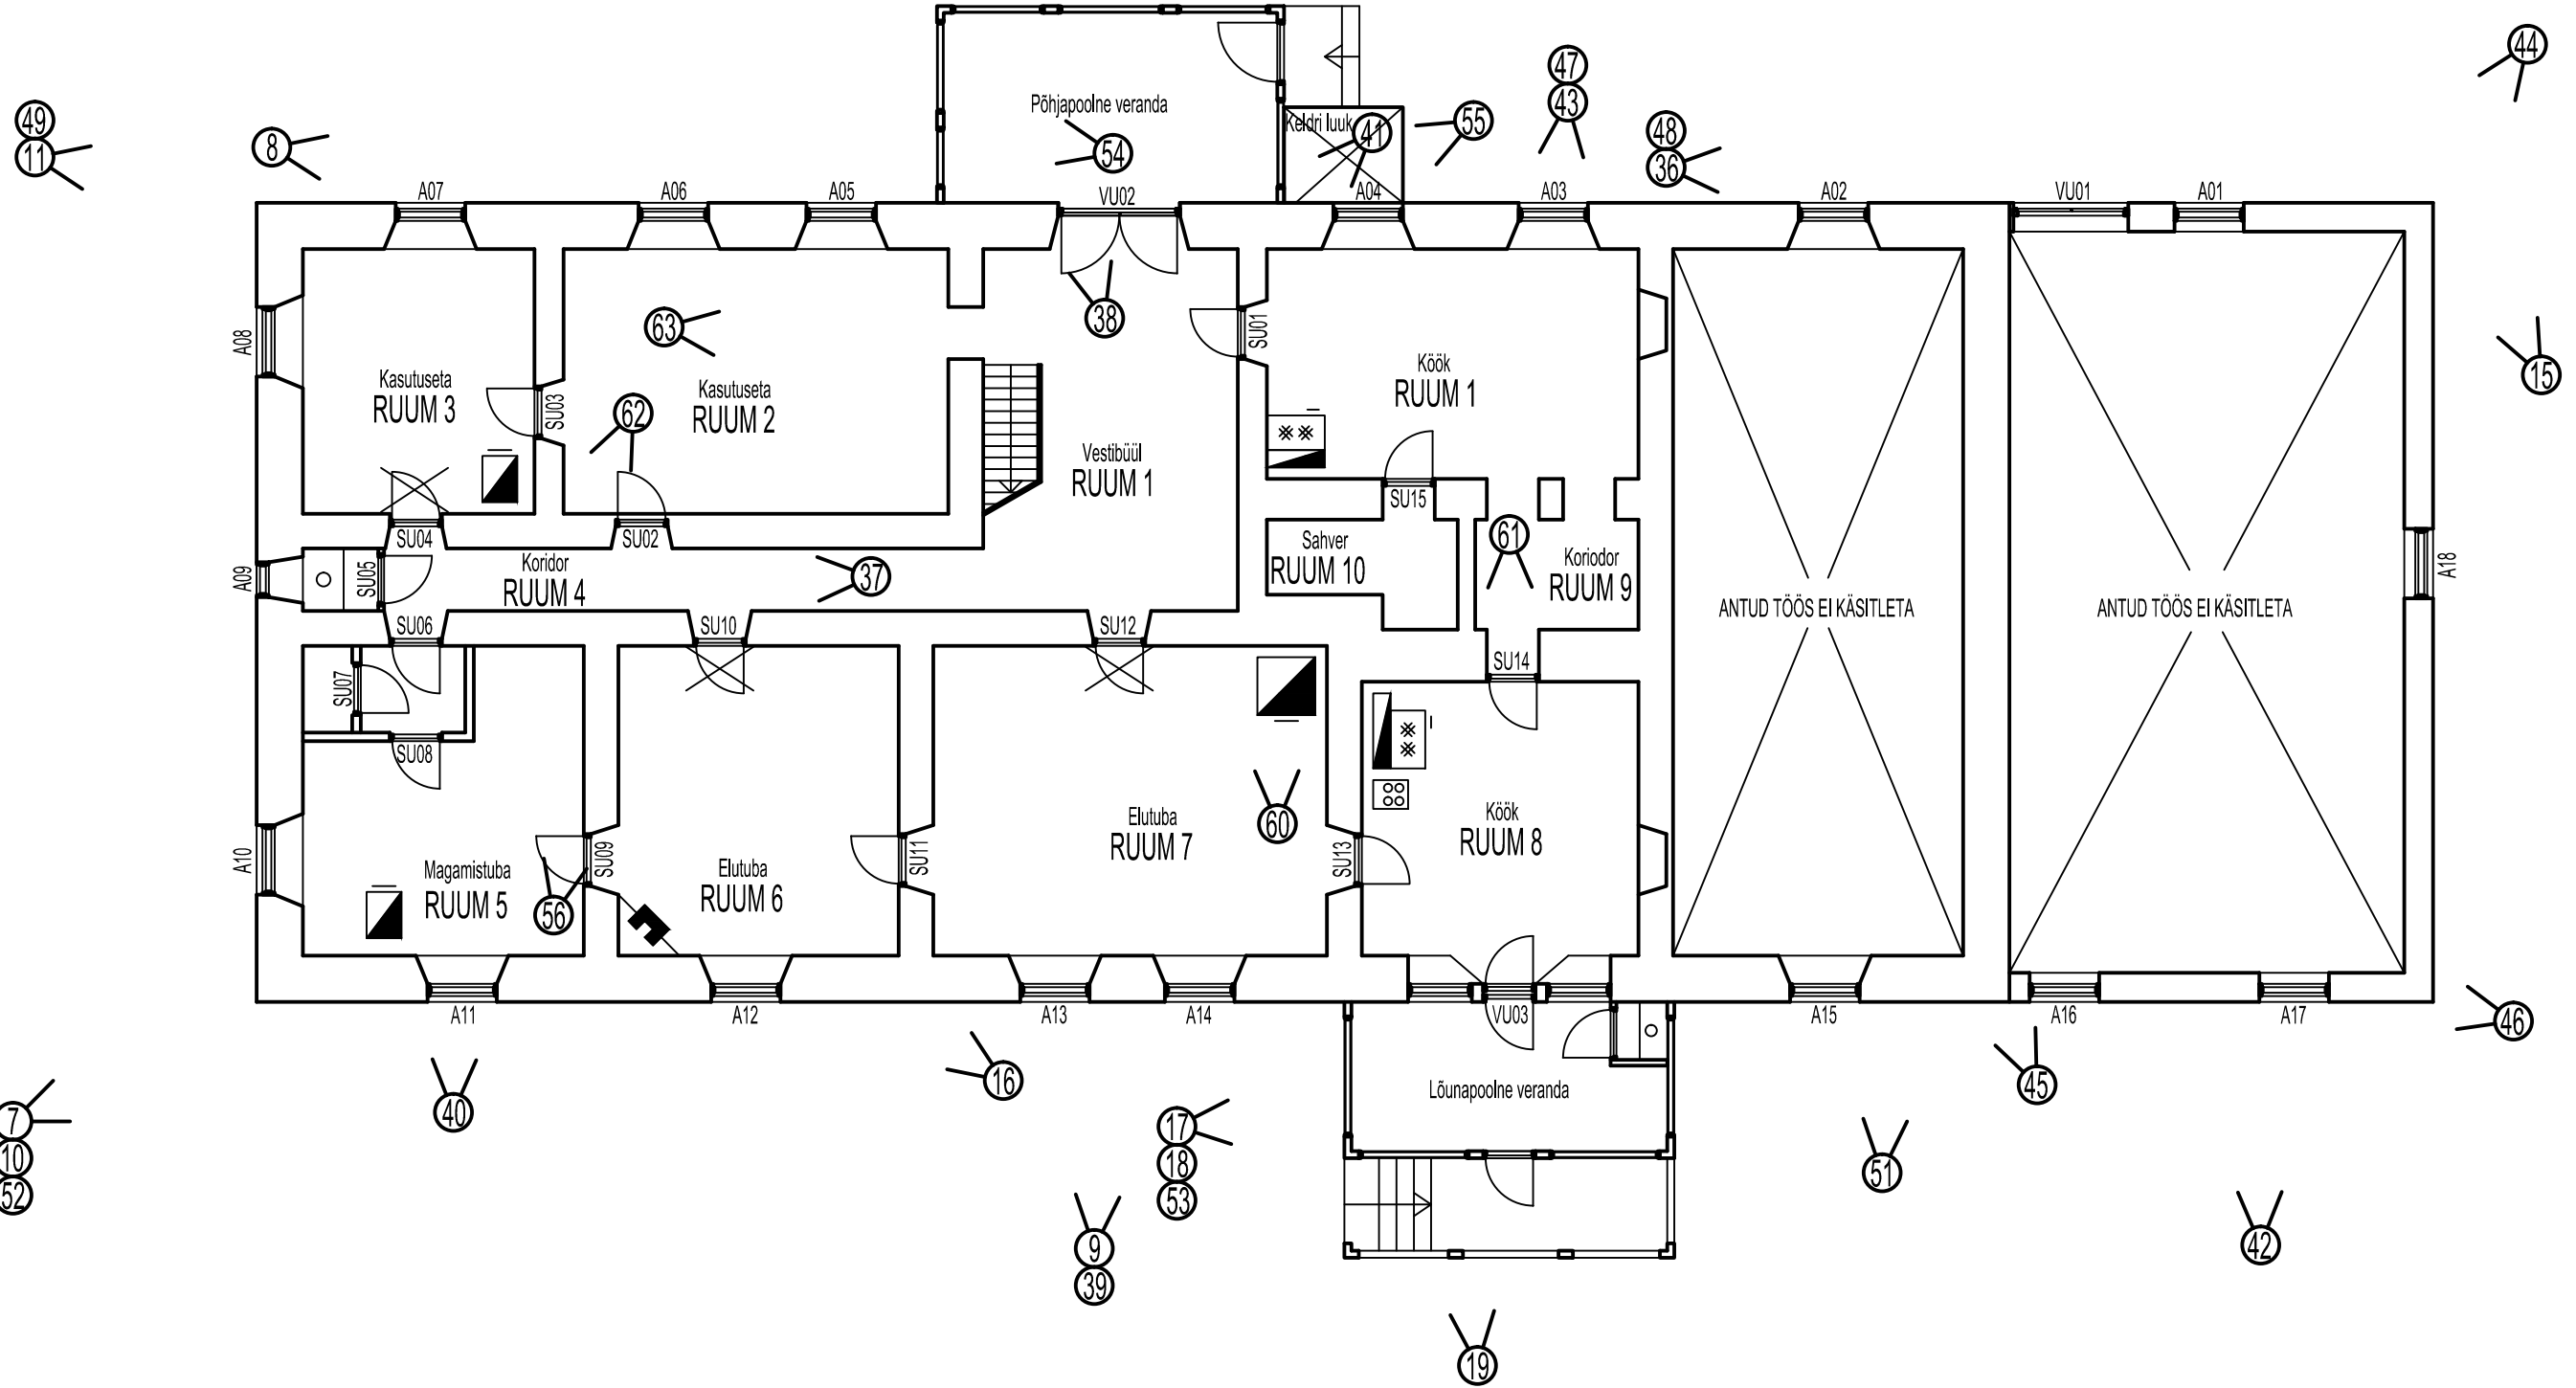 44
47
43
49
11
8
Põhjapoolne veranda
54
Keldri luuk
41
55
48
36
A07
A06
A05
VU02
A04
A03
A02
VU01
A01
63
38
SU01
A08
15
Kasutuseta
RUUM 3
SU03
62
Kasutuseta
RUUM 2
Köök
RUUM 1
Vestibüül
RUUM 1
SU15
SU04
SU02
Sahver
RUUM 10
61
Koriodor
RUUM 9
A18
A09
SU05
Koridor
RUUM 4
37
ANTUD TÖÖS EI KÄSITLETA
ANTUD TÖÖS EI KÄSITLETA
SU06
SU10
SU12
SU14
SU07
SU08
60
Elutuba
RUUM 7
Köök
RUUM 8
A10
Magamistuba
RUUM 5
56
SU09
Elutuba
RUUM 6
SU11
SU13
A11
A12
A13
A14
VU03
A15
A16
A17
46
16
45
Lõunapoolne veranda
40
7
10
52
17
18
53
51
9
39
42
19